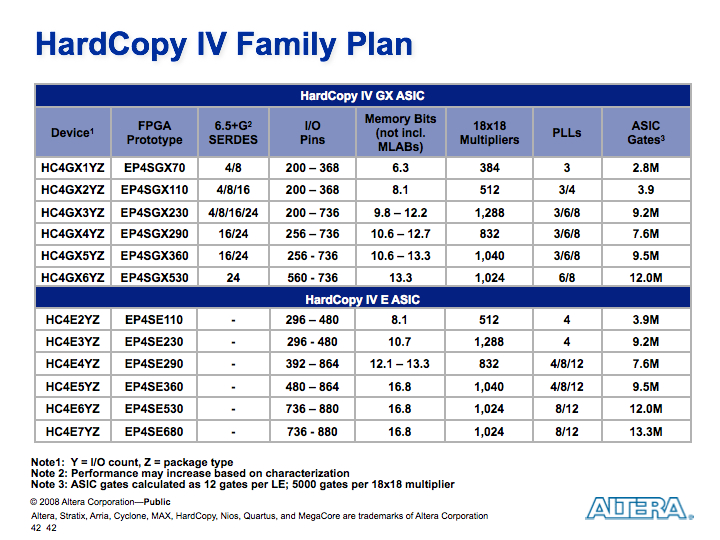 HardCopy IV Family Plan
HardCopy IV GX ASIC
Device1 FPGA Prototype 6.5+G2 SERDES I/O Pins Memory Bits (not incl. MLABs) 18x18 Multipliers PLLs ASIC Gates3
HC4GX1YZ EP4SGX70 4/8 200 – 368 6.3 384 3 2.8M
HC4GX2YZ EP4SGX110 4/8/16 200 – 368 8.1 512 3/4 3.9
HC4GX3YZ EP4SGX230 4/8/16/24 200 – 736 9.8 – 12.2 1,288 3/6/8 9.2M
HC4GX4YZ EP4SGX290 16/24 256 – 736 10.6 – 12.7 832 3/6/8 7.6M
HC4GX5YZ EP4SGX360 16/24 256 - 736 10.6 – 13.3 1,040 3/6/8 9.5M
HC4GX6YZ EP4SGX530 24 560 - 736 13.3 1,024 6/8 12.0M
HardCopy IV E ASIC
HC4E2YZ EP4SE110 - 296 – 480 8.1 512 4 3.9M
HC4E3YZ EP4SE230 - 296 - 480 10.7 1,288 4 9.2M
HC4E4YZ EP4SE290 - 392 – 864 12.1 – 13.3 832 4/8/12 7.6M
HC4E5YZ EP4SE360 - 480 – 864 16.8 1,040 4/8/12 9.5M
HC4E6YZ EP4SE530 - 736 – 880 16.8 1,024 8/12 12.0M
HC4E7YZ EP4SE680 - 736 - 880 16.8 1,024 8/12 13.3M
Note1: Y = I/O count, Z = package type
Note 2: Performance may increase based on characterization
Note 3: ASIC gates calculated as 12 gates per LE; 5000 gates per 18x18 multiplier
© 2008 Altera Corporation—Public
Altera, Stratix, Arria, Cyclone, MAX, HardCopy, Nios, Quartus, and MegaCore are trademarks of Altera Corporation
42 42
ALTERA®